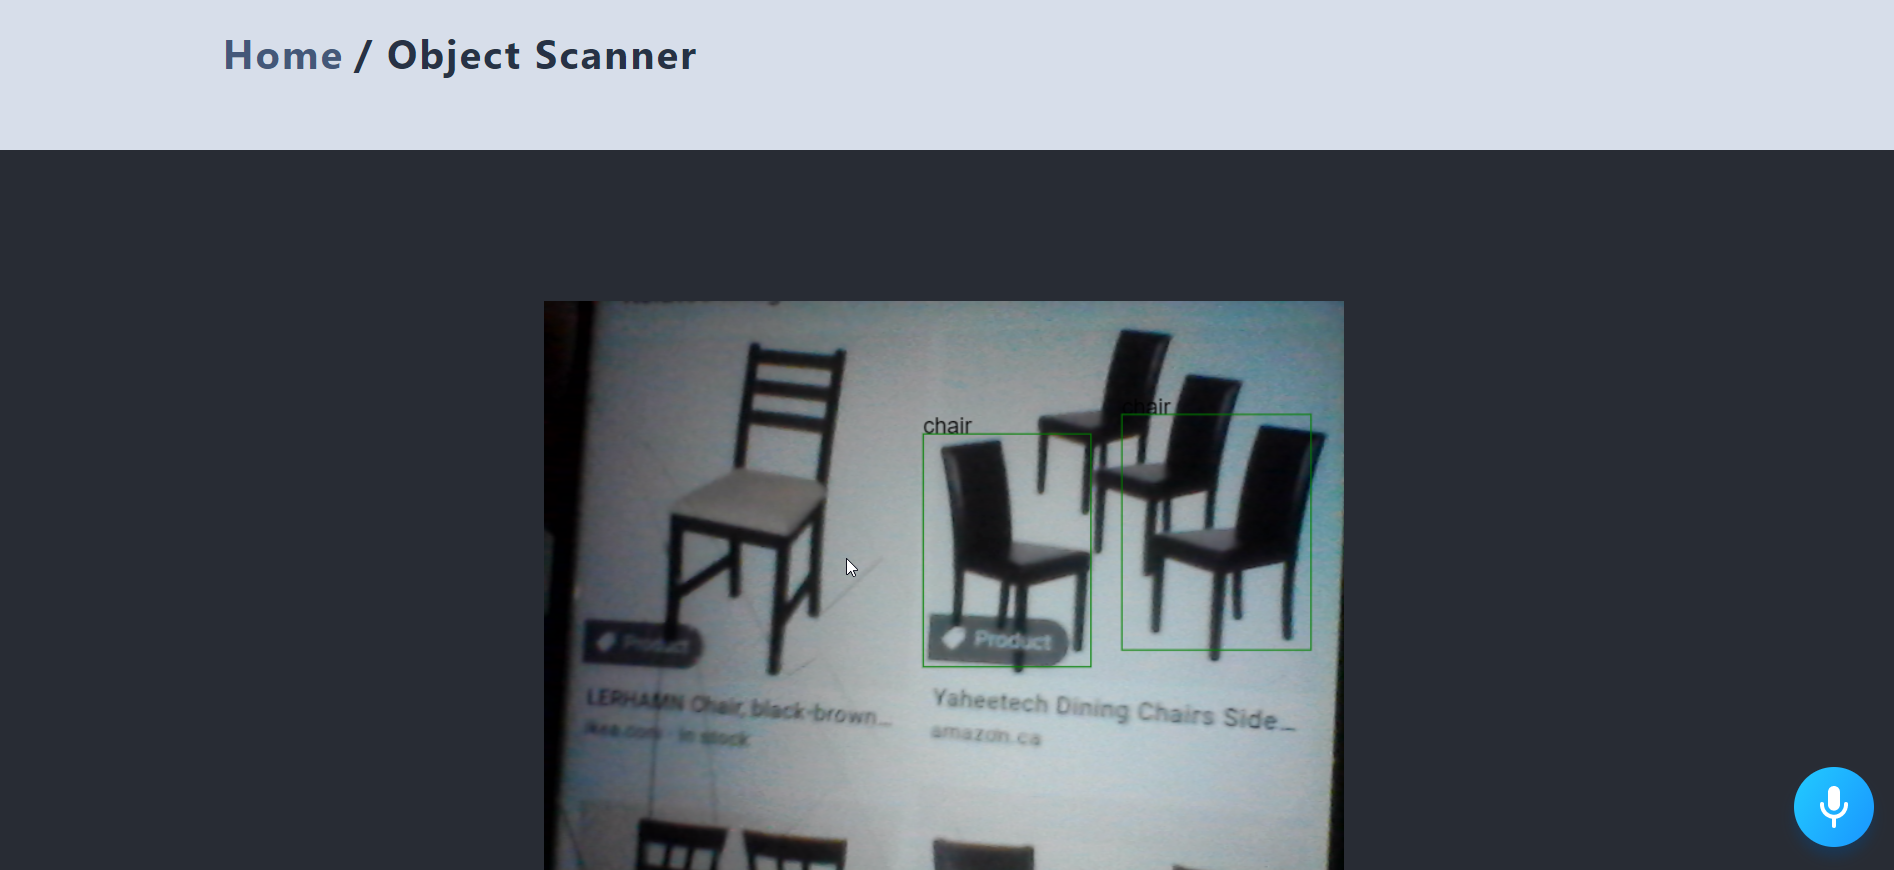 Home / Object Scanner
chair
chair
Product
Product
LERHAMN Chair, black-brown...
Yaheetech Dining Chairs Side...
ikea.com · In stock
amazon.ca